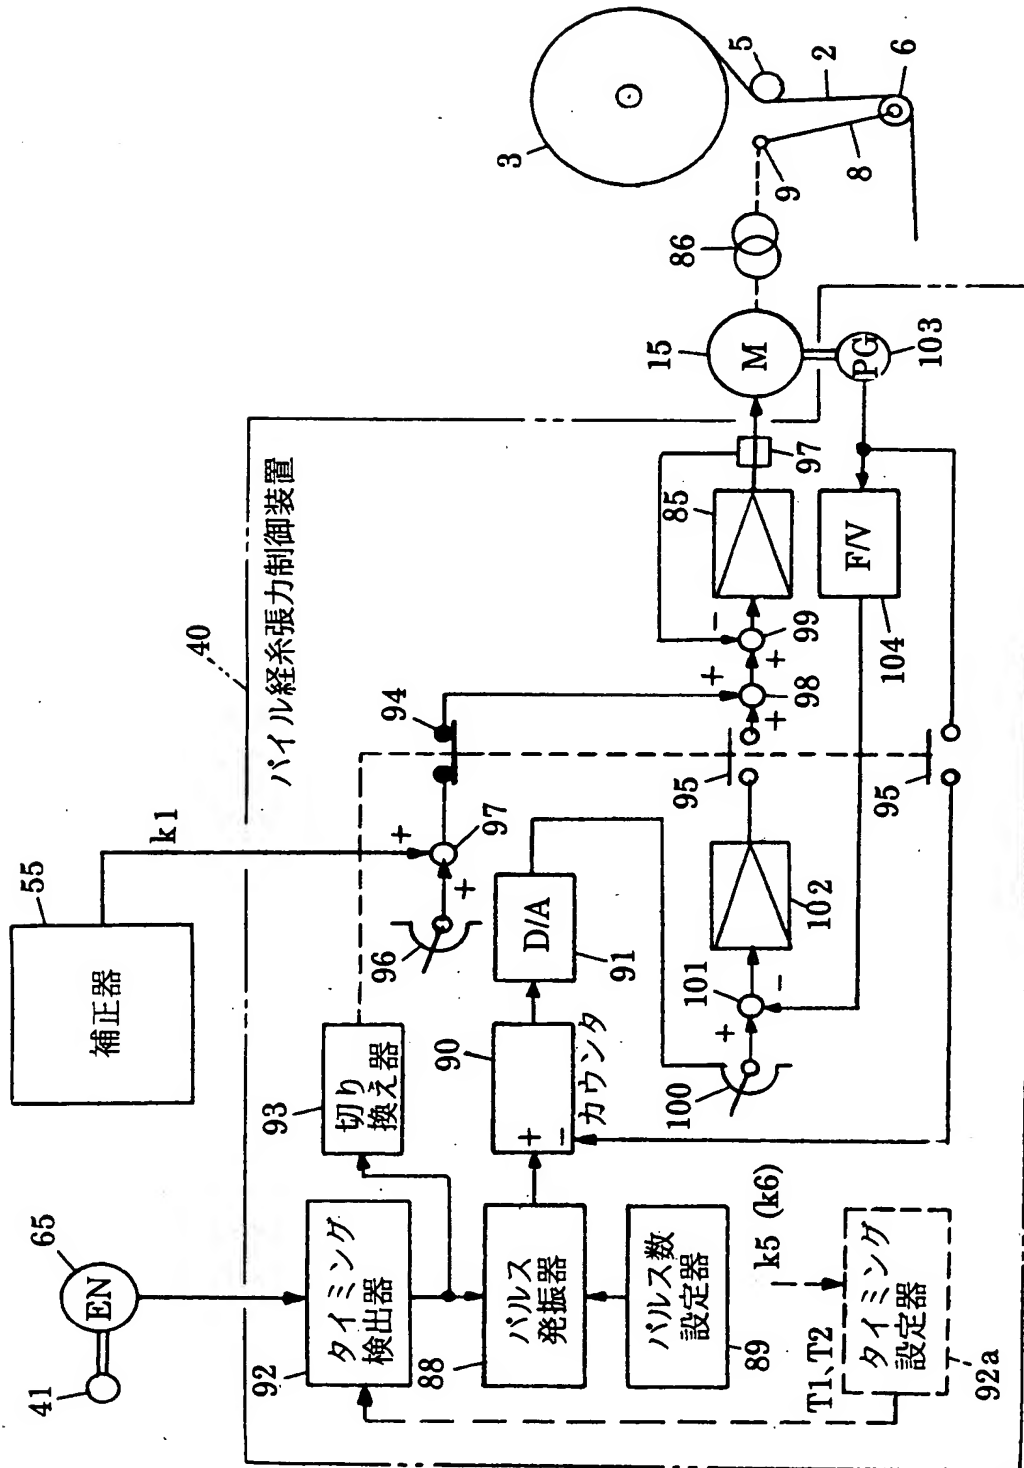 41
65
EN
55
補正器
k1
40
パイル経糸張力制御装置
92
タイミング
検出器
93
切り
換え器
96
+
+
97
94
88
パルス
発振器
90
+
−
カウンタ
D/A
91
89
パルス数
設定器
k5 (k6)
T1、T2
タイミング
設定器
92a
100
+
101
−
102
95
95
+
+
98
+
−
99
85
97
F/V
104
15
M
PG
103
86
3
5
2
6
8
9